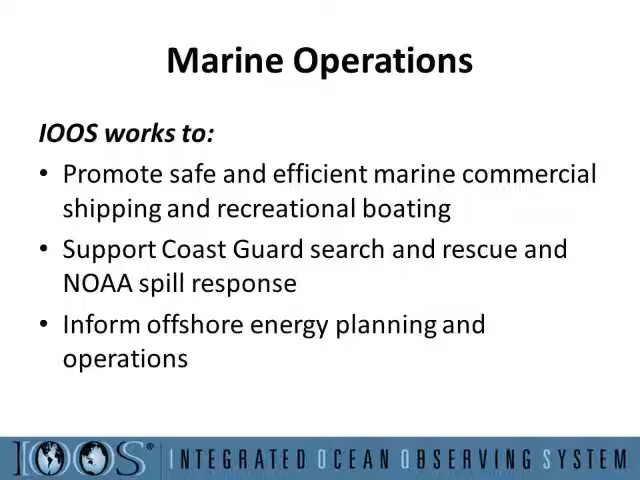 Marine Operations
IOOS works to:
• Promote safe and efficient marine commercial
shipping and recreational boating
• Support Coast Guard search and rescue and
NOAA spill response
• Inform offshore energy planning and
operations
IOOS® INTEGRATED OCEAN OBSERVING SYSTEM